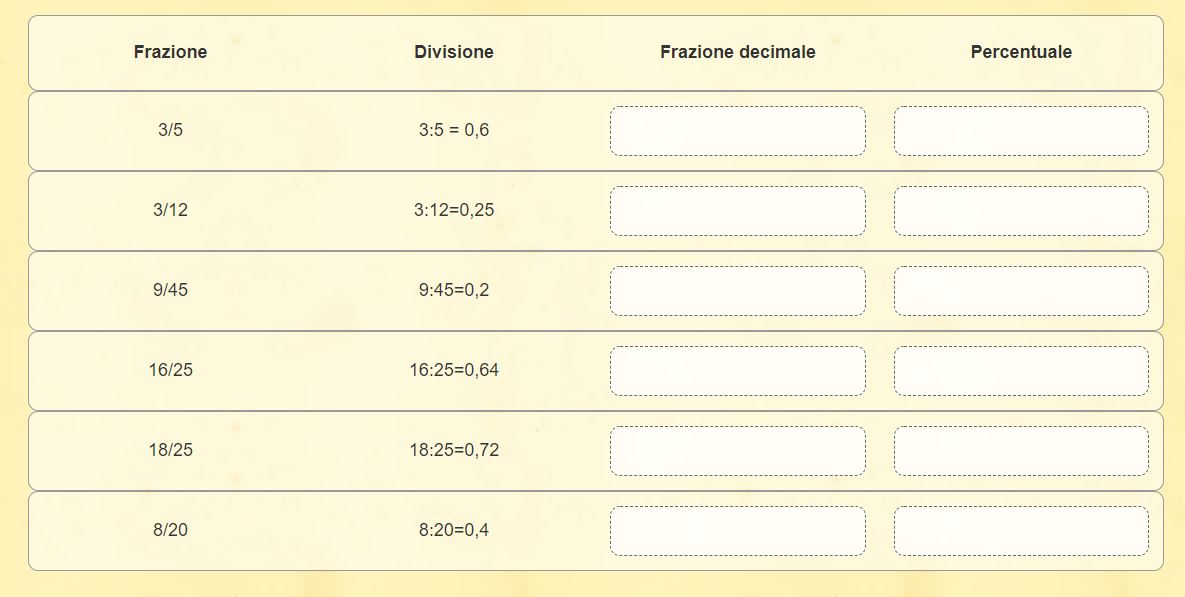 Frazione Divisione Frazione decimale Percentuale
3/5 3:5 = 0,6
3/12 3:12=0,25
9/45 9:45=0,2
16/25 16:25=0,64
18/25 18:25=0,72
8/20 8:20=0,4